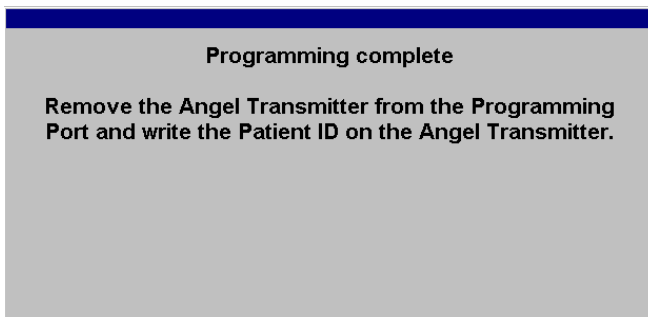 Programming complete
Remove the Angel Transmitter from the Programming
Port and write the Patient ID on the Angel Transmitter.